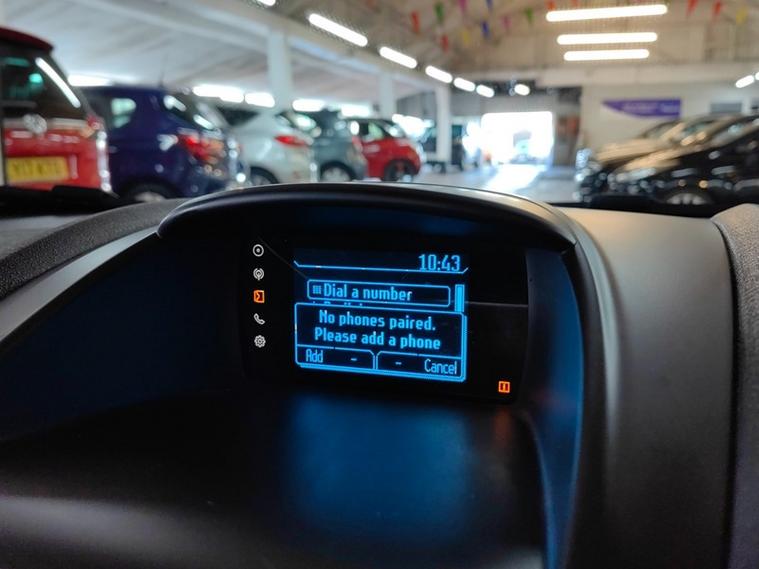 10:43
Dial a number
No phones paired.
Please add a phone
Add - - Cancel